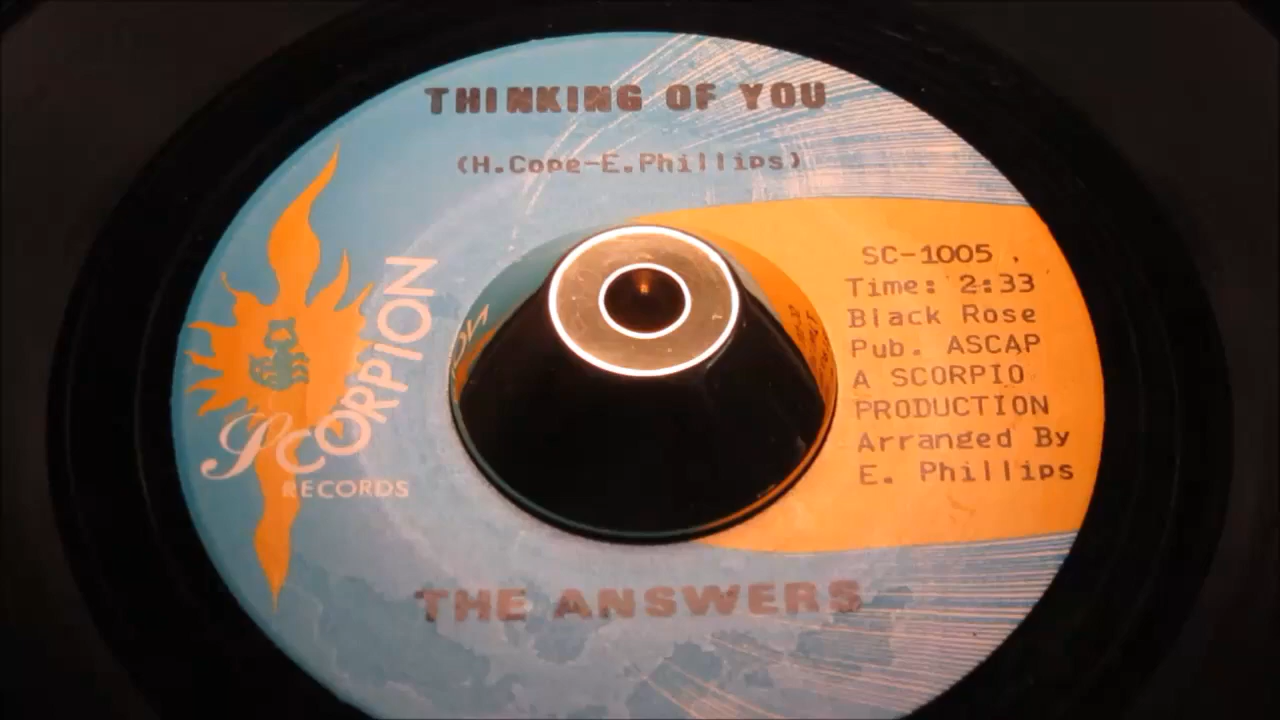 THINKING OF YOU
(H.Cope-E.Phillips)
SC-1005
Time: 2:33
Black Rose
Pub. ASCAP
A SCORPIO
PRODUCTION
Arranged By
E. Phillips
SCORPION
RECORDS
THE ANSWERS